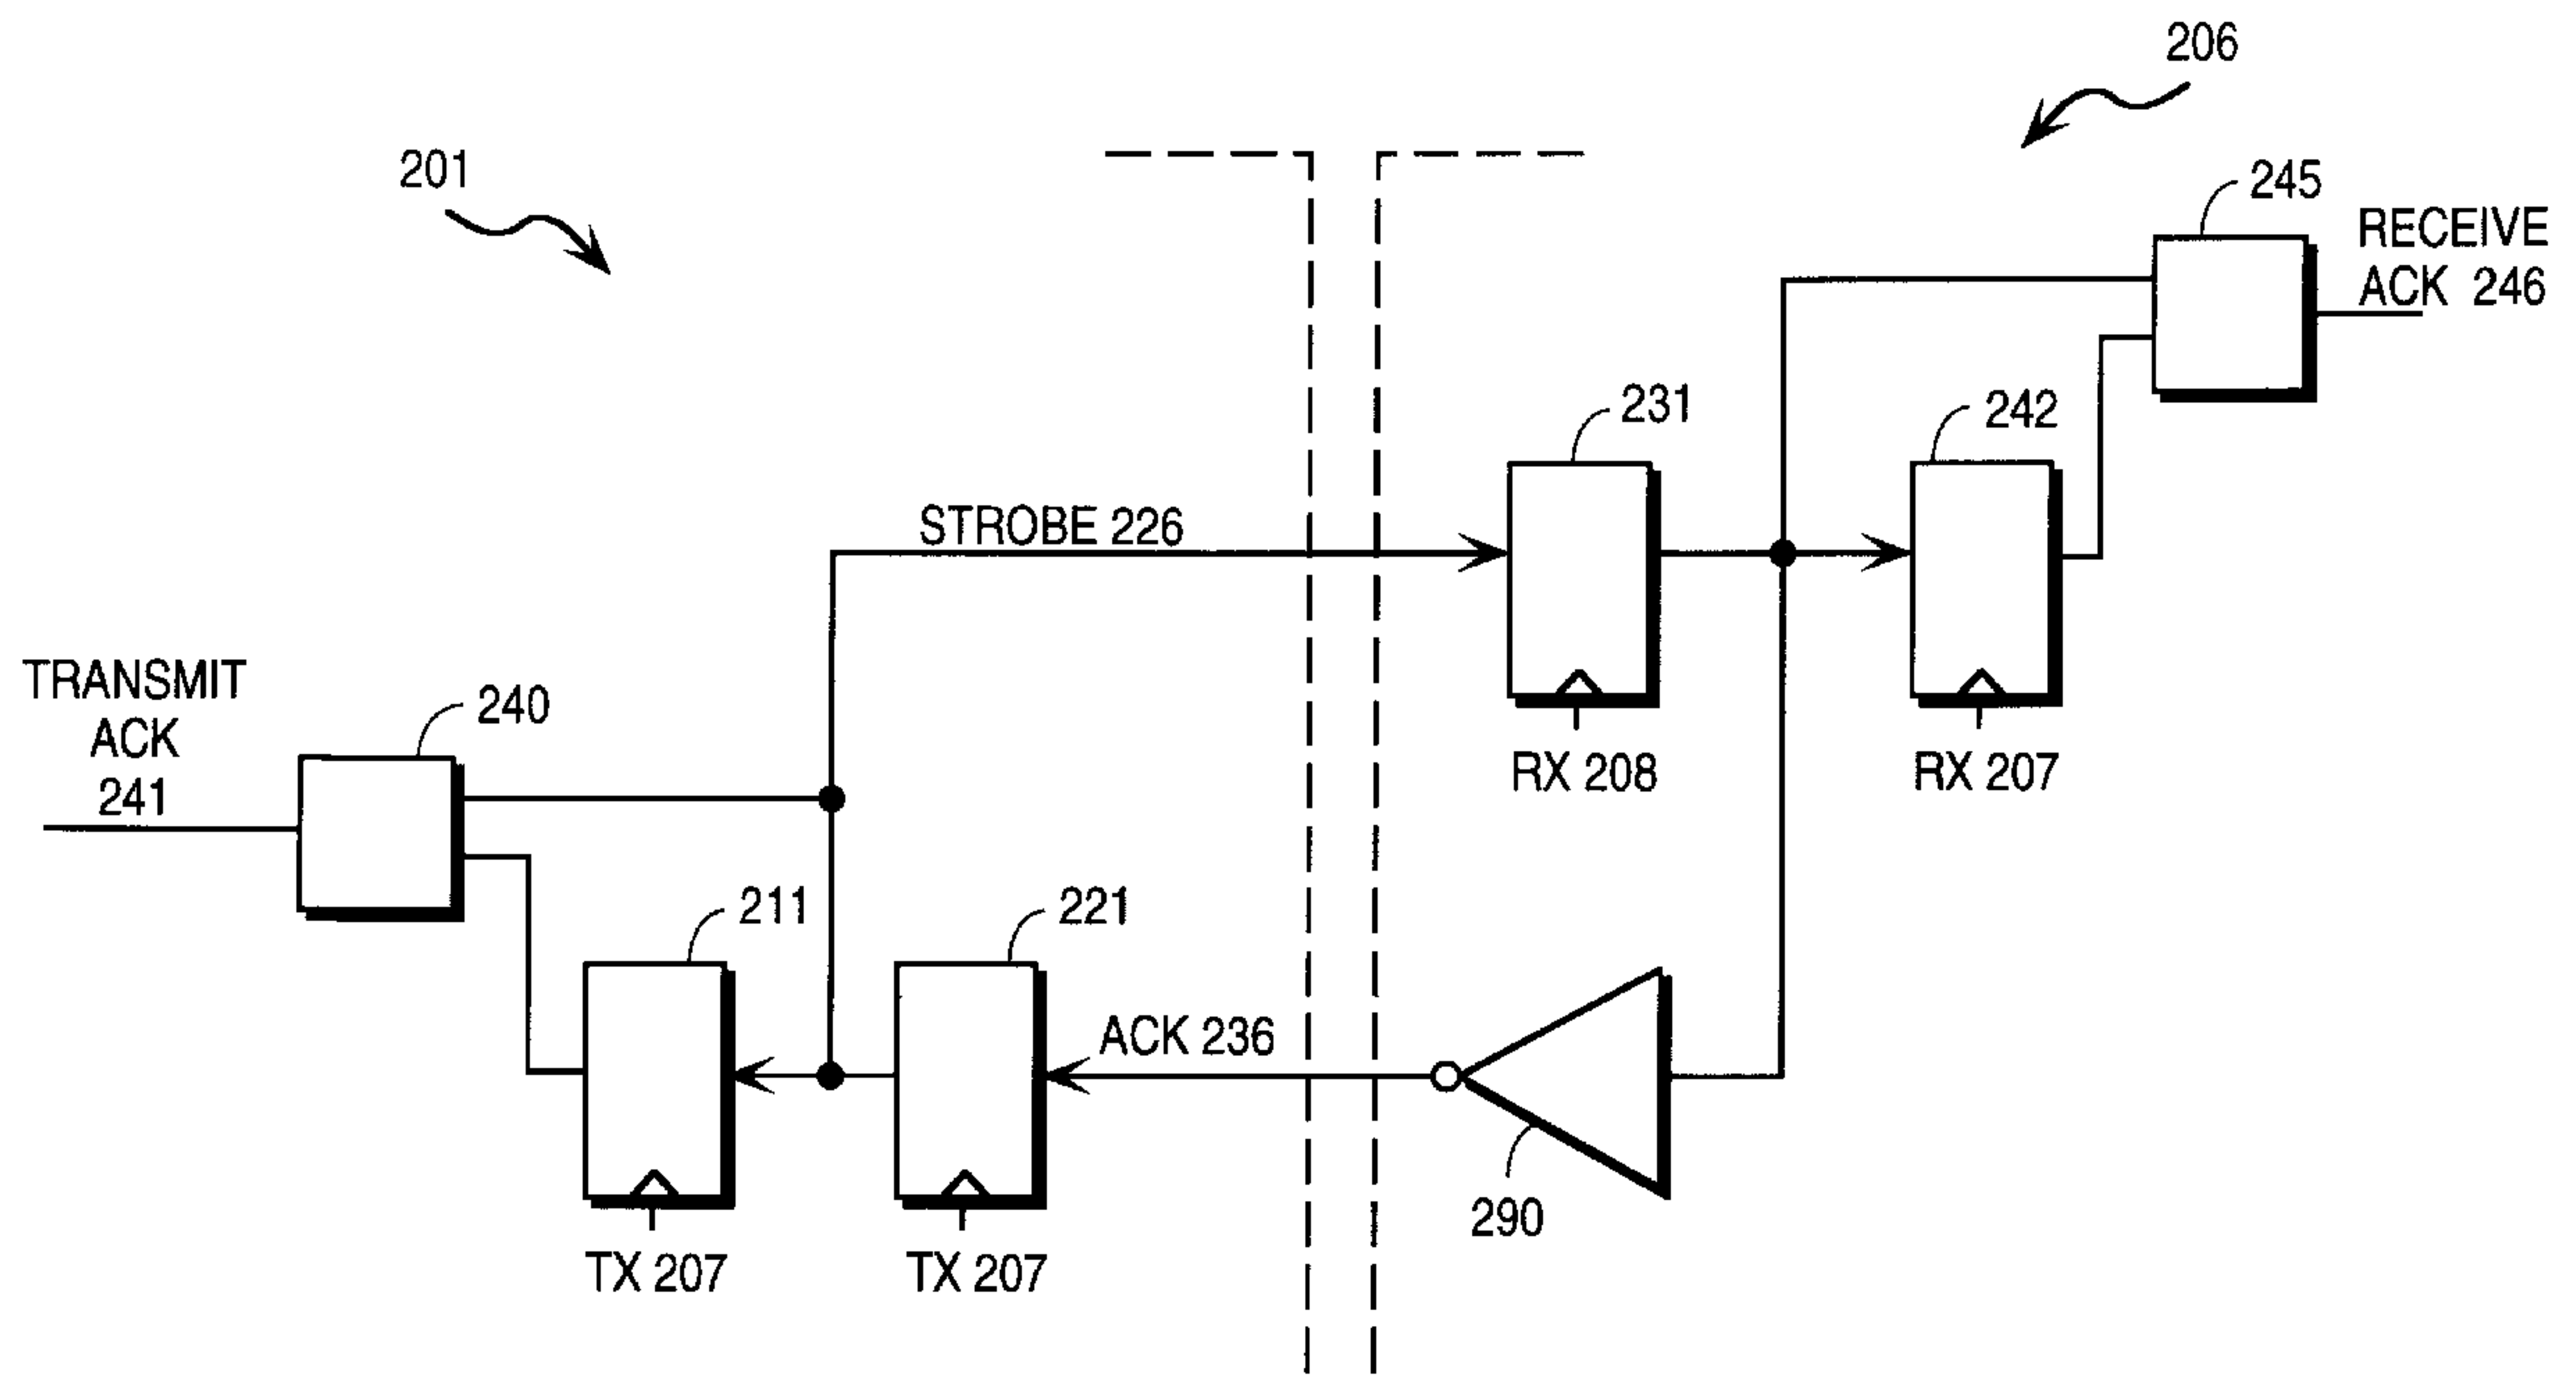 206
201
245
RECEIVE
ACK 246
231
242
STROBE 226
RX 208
RX 207
TRANSMIT
ACK
241
240
211
221
ACK 236
290
TX 207
TX 207